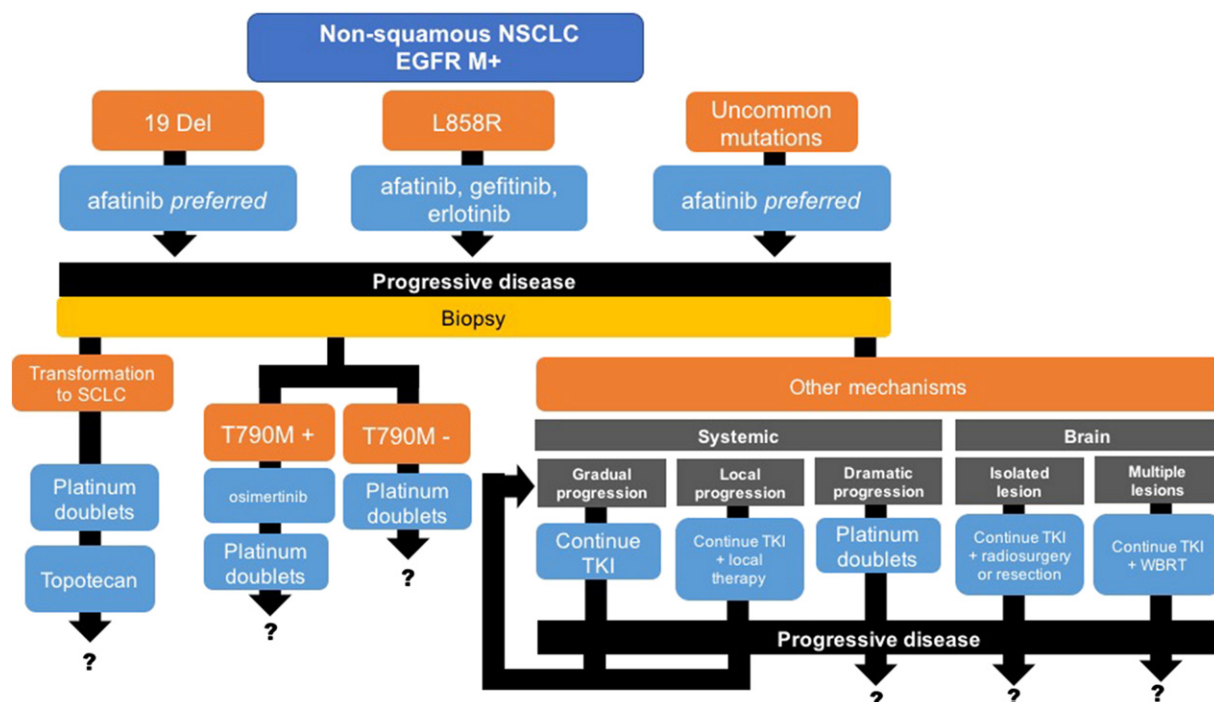 Non-squamous NSCLC
EGFR M+
19 Del
L858R
Uncommon
mutations
afatinib preferred
afatinib, gefitinib,
erlotinib
afatinib preferred
Progressive disease
Biopsy
Transformation
to SCLC
Platinum
doublets
Topotecan
?
T790M +
osimertinib
Platinum
doublets
?
T790M -
Platinum
doublets
?
Other mechanisms
Systemic
Brain
Gradual
progression
Local
progression
Dramatic
progression
Isolated
lesion
Multiple
lesions
Continue
TKI
Continue TKI
+ local
therapy
Platinum
doublets
Continue TKI
+ radiosurgery
or resection
Continue TKI
+ WBRT
Progressive disease
?
?
?